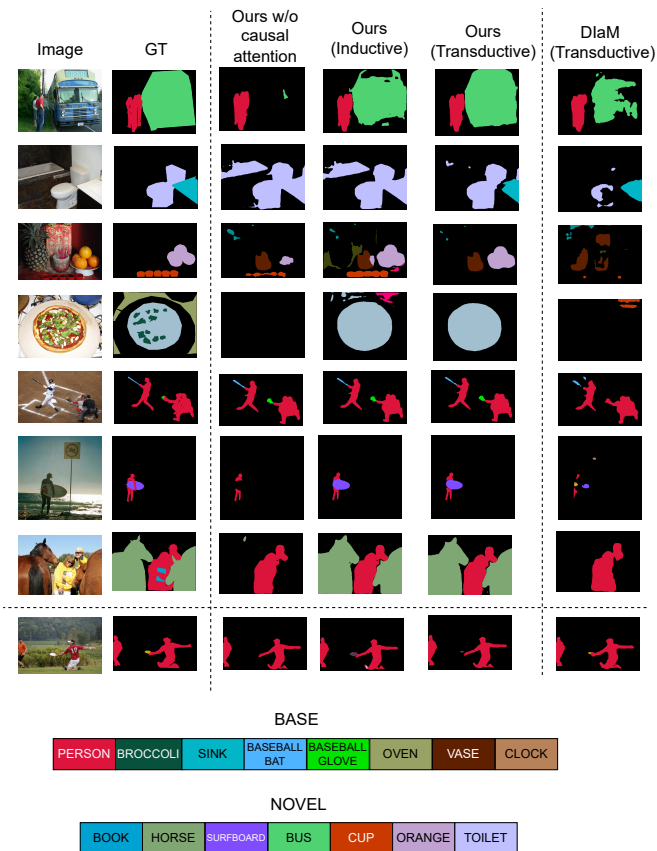 Image
GT
Ours w/o
causal
attention
Ours
(Inductive)
Ours
(Transductive)
DIaM
(Transductive)
BASE
PERSON
BROCCOLI
SINK
BASEBALL
BAT
BASEBALL
GLOVE
OVEN
VASE
CLOCK
NOVEL
BOOK
HORSE
SURFBOARD
BUS
CUP
ORANGE
TOILET